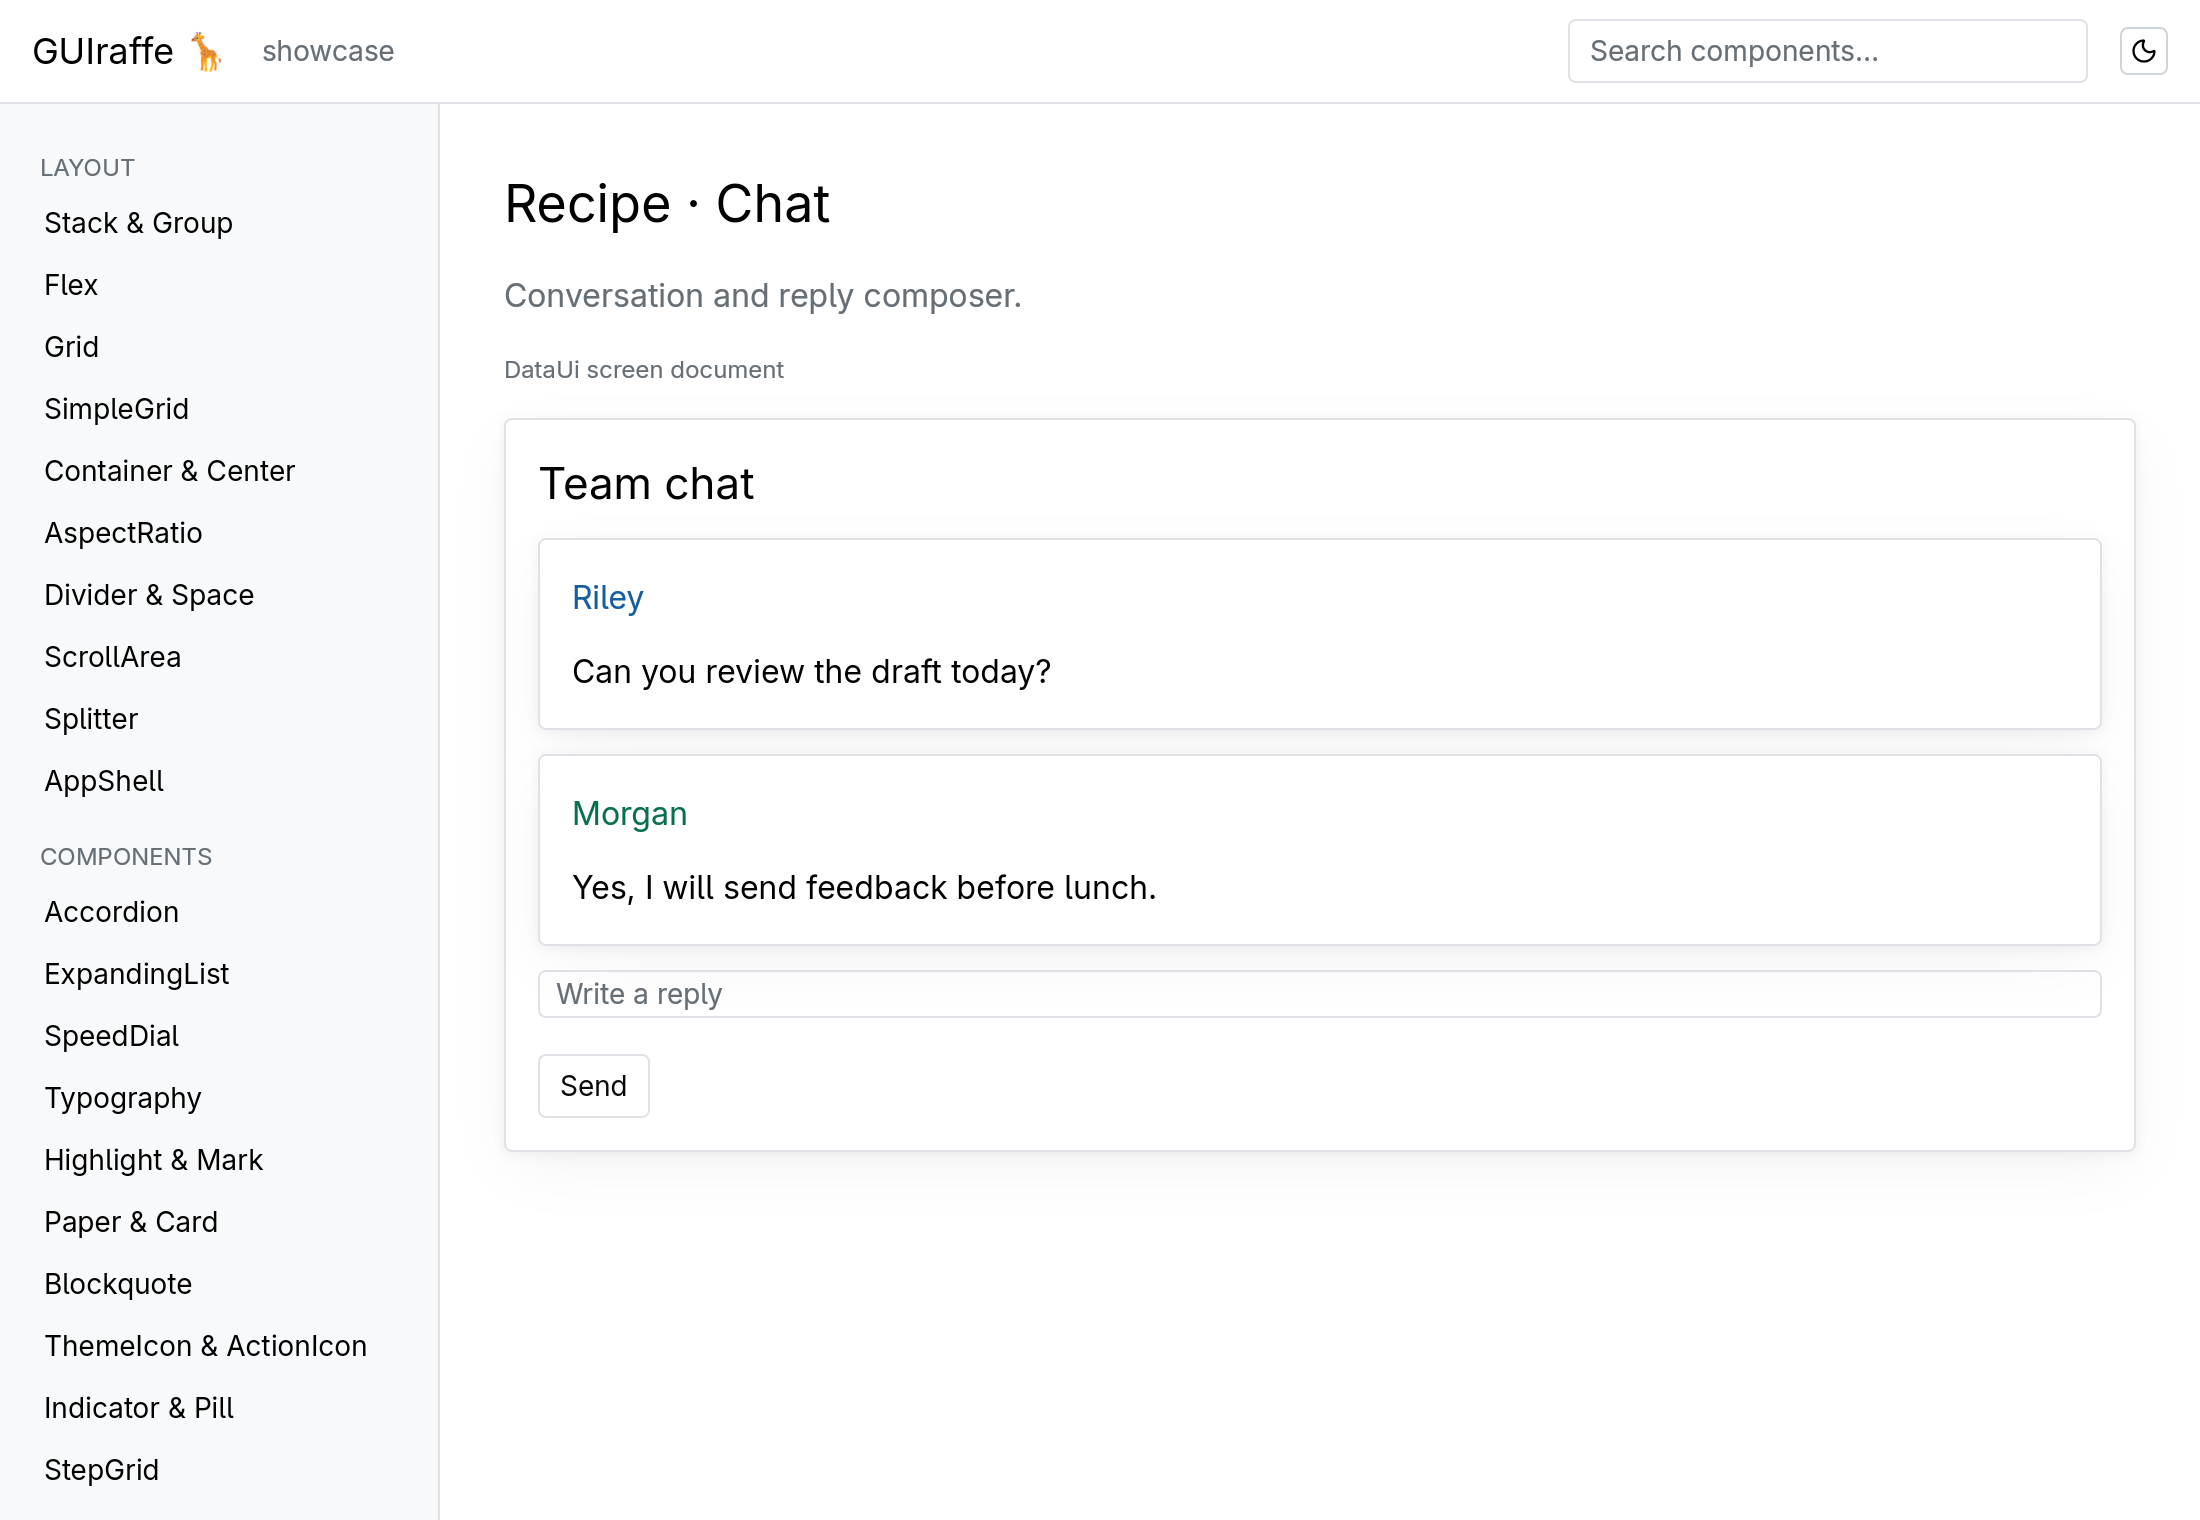 GUIraffe 🦒 showcase
Search components...
LAYOUT
Stack & Group
Flex
Grid
SimpleGrid
Container & Center
AspectRatio
Divider & Space
ScrollArea
Splitter
AppShell
COMPONENTS
Accordion
ExpandingList
SpeedDial
Typography
Highlight & Mark
Paper & Card
Blockquote
ThemeIcon & ActionIcon
Indicator & Pill
StepGrid
Recipe · Chat
Conversation and reply composer.
DataUi screen document
Team chat
Riley
Can you review the draft today?
Morgan
Yes, I will send feedback before lunch.
Write a reply
Send